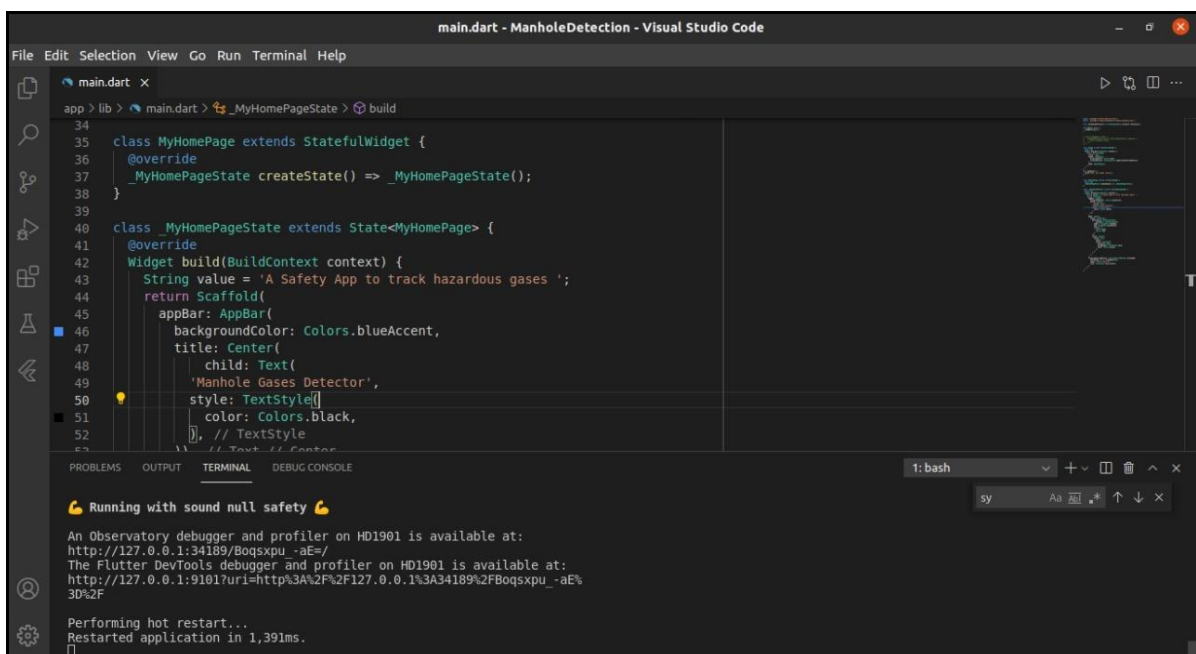 main.dart - ManholeDetection - Visual Studio Code
File Edit Selection View Go Run Terminal Help
main.dart ×
app > lib > main.dart > _MyHomePageState > build
34
35 class MyHomePage extends StatefulWidget {
36 @override
37 _MyHomePageState createState() => _MyHomePageState();
38 }
39
40 class _MyHomePageState extends State<MyHomePage> {
41 @override
42 Widget build(BuildContext context) {
43 String value = 'A Safety App to track hazardous gases ';
44 return Scaffold(
45 appBar: AppBar(
46 backgroundColor: Colors.blueAccent,
47 title: Center(
48 child: Text(
49 'Manhole Gases Detector',
50 style: TextStyle(
51 color: Colors.black,
52 ), // TextStyle
53 )), // Text // Center
PROBLEMS OUTPUT TERMINAL DEBUG CONSOLE 1: bash
sy Aa Abl .*
💪 Running with sound null safety 💪
An Observatory debugger and profiler on HD1901 is available at:
http://127.0.0.1:34189/Boqsxpu_-aE=/
The Flutter DevTools debugger and profiler on HD1901 is available at:
http://127.0.0.1:9101?uri=http%3A%2F%2F127.0.0.1%3A34189%2FBoqsxpu_-aE%
3D%2F
Performing hot restart...
Restarted application in 1,391ms.